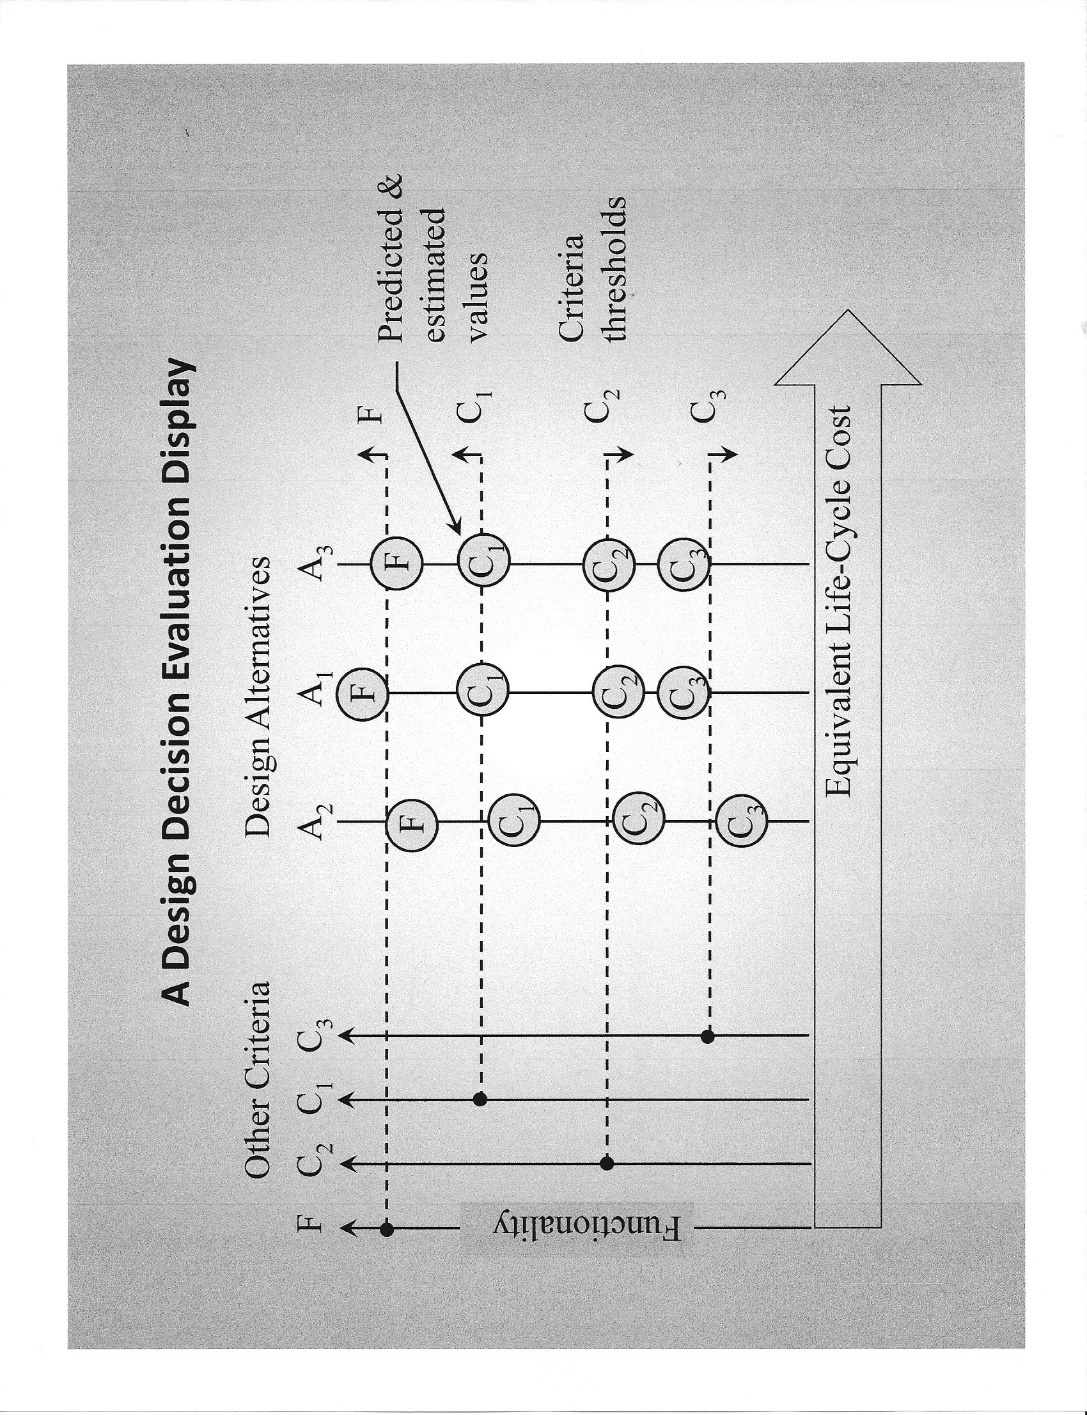 A Design Decision Evaluation Display
Other Criteria
Design Alternatives
F
C2
C1
C3
A2
A1
A3
Predicted &
estimated
values
Criteria
thresholds
F
C1
C2
C3
F
C1
C2
C3
F
C1
C2
C3
F
C1
C2
C3
Functionality
Equivalent Life-Cycle Cost